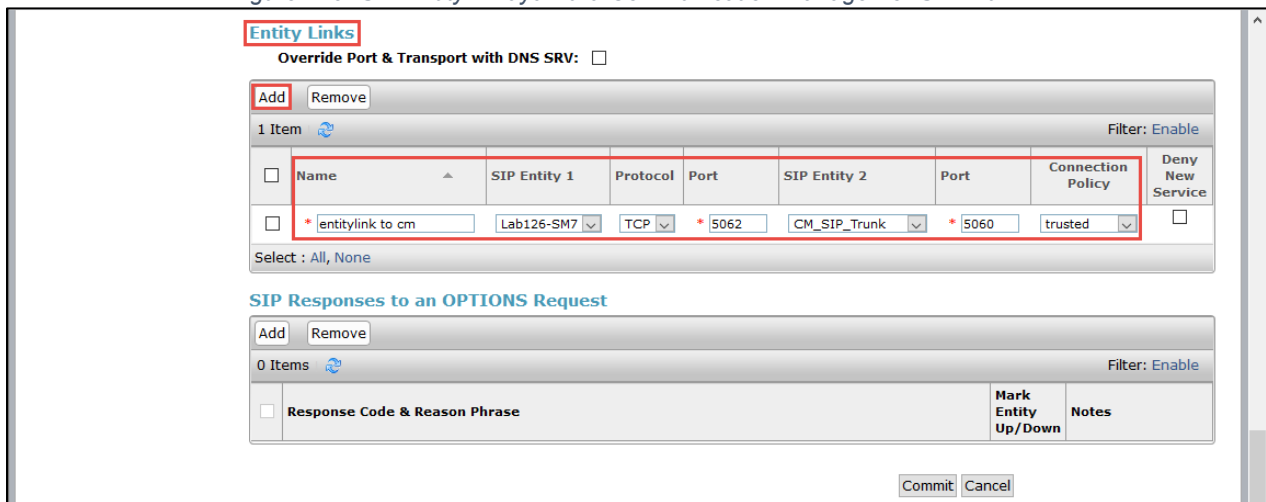 Entity Links
Override Port & Transport with DNS SRV:
Add Remove
1 Item Filter: Enable
Name SIP Entity 1 Protocol Port SIP Entity 2 Port Connection Policy Deny New Service
* entitylink to cm Lab126-SM7 TCP * 5062 CM_SIP_Trunk * 5060 trusted
Select : All, None
SIP Responses to an OPTIONS Request
Add Remove
0 Items Filter: Enable
Response Code & Reason Phrase Mark Entity Up/Down Notes
Commit Cancel